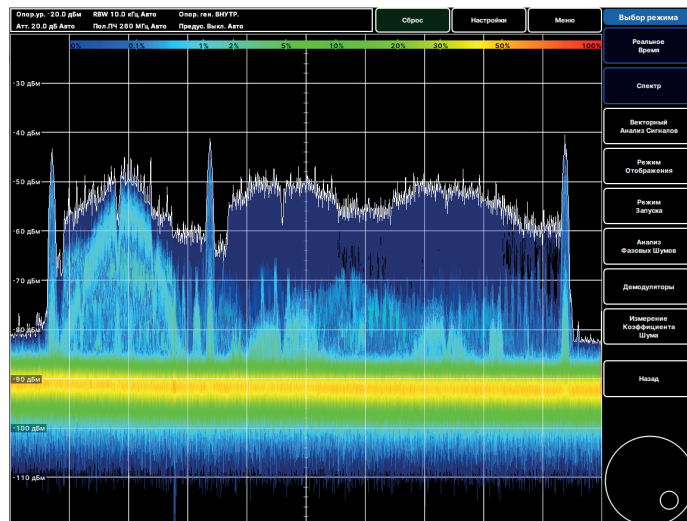 Опор.ур. -20.0 дБм RBW 10.0 кГц Авто Опор. ген. ВНУТР.
Атт. 20.0 дБ Авто Пол.ПЧ 260 МГц Авто Предус. Выкл. Авто
Сброс
Настройки
Меню
Выбор режима
0% 0,1% 1% 2% 5% 10% 20% 30% 50% 100%
-30 дБм
-40 дБм
-50 дБм
-60 дБм
-70 дБм
-80 дБм
-90 дБм
-100 дБм
-110 дБм
Реальное
Время
Спектр
Векторный
Анализ Сигналов
Режим
Отображения
Режим
Запуска
Анализ
Фазовых Шумов
Демодуляторы
Измерение
Коэффициента
Шума
Назад